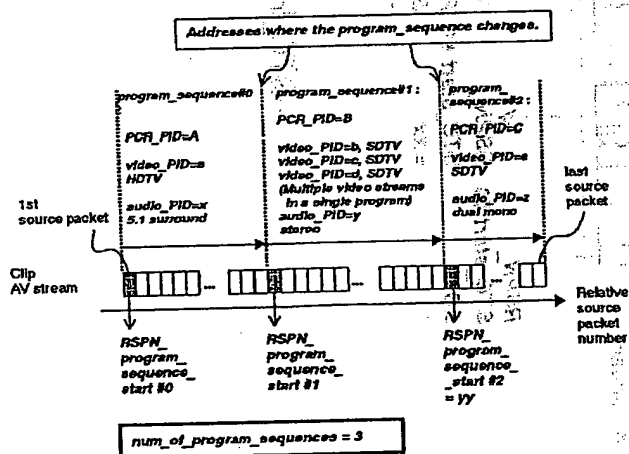 Addresses where the program_sequence changes.
program_sequence#0
PCR_PID=A
video_PID=a
HDTV
audio_PID=x
5.1 surround
program_sequence#1 :
PCR_PID=B
video_PID=b, SDTV
video_PID=c, SDTV
video_PID=d, SDTV
(Multiple video streams
in a single program)
audio_PID=y
stereo
program_
sequence#2 :
PCR_PID=C
video_PID=e
SDTV
audio_PID=z
dual mono
1st
source packet
last
source
packet
Clip
AV stream
... ... ...
Relative
source
packet
number
RSPN_
program_
sequence_
start #0
RSPN_
program_
sequence_
start #1
RSPN_
program_
sequence_
_start #2
= yy
num_of_program_sequences = 3